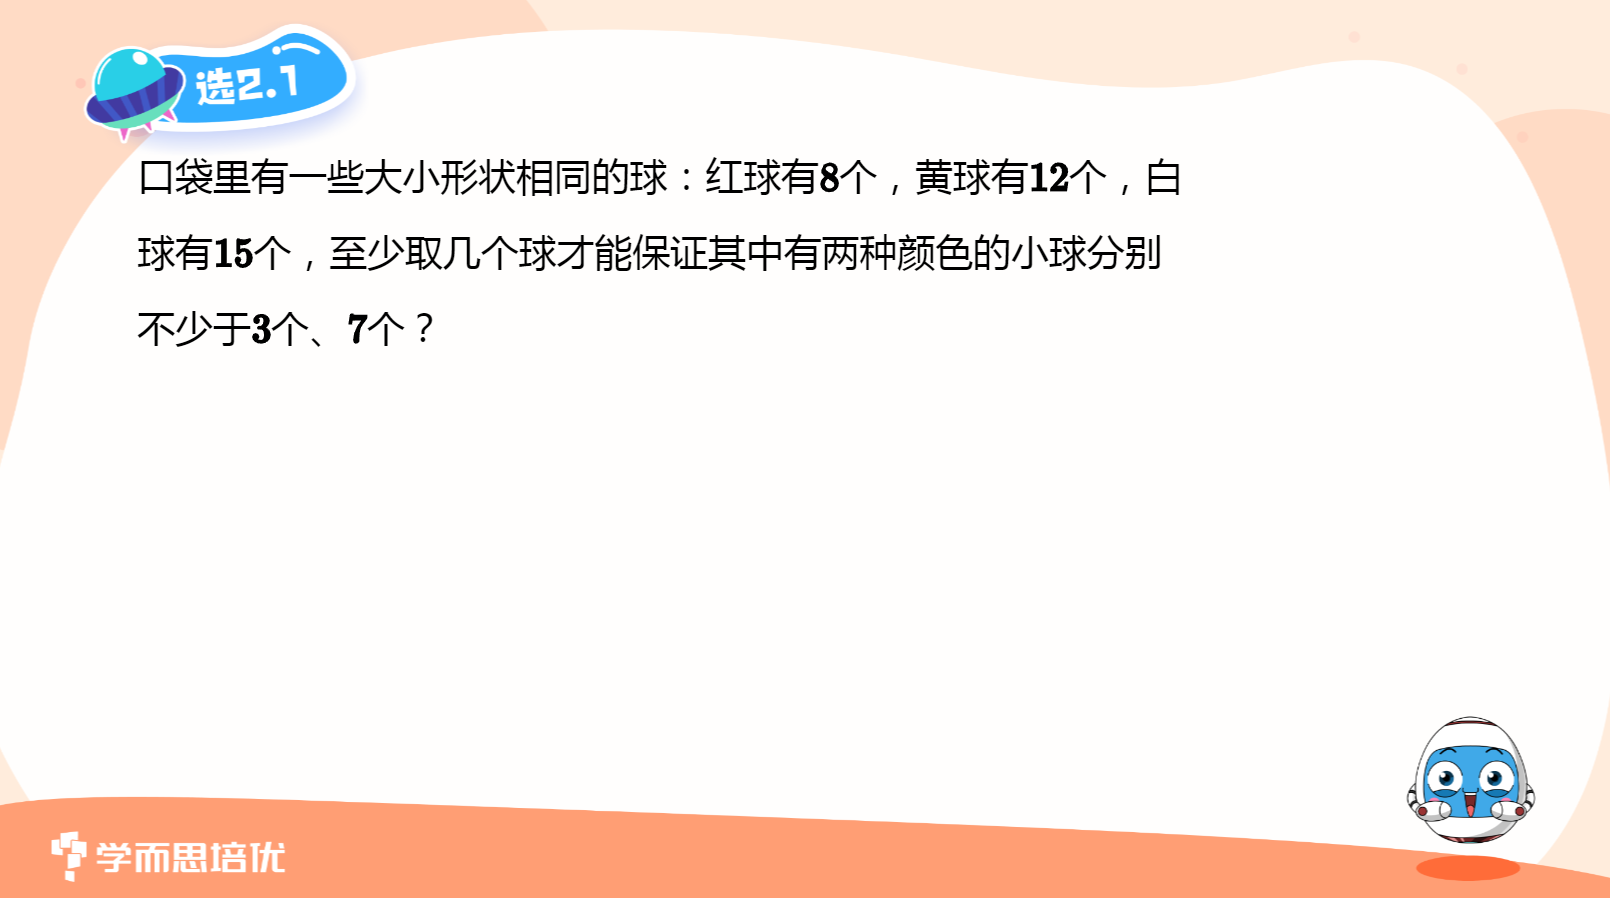 选2.1
口袋里有一些大小形状相同的球：红球有8个，黄球有12个，白
球有15个，至少取几个球才能保证其中有两种颜色的小球分别
不少于3个、7个？
学而思培优